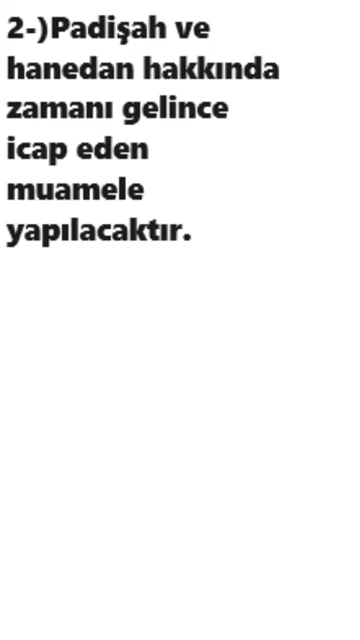 2-)Padişah ve
hanedan hakkında
zamanı gelince
icap eden
muamele
yapılacaktır.